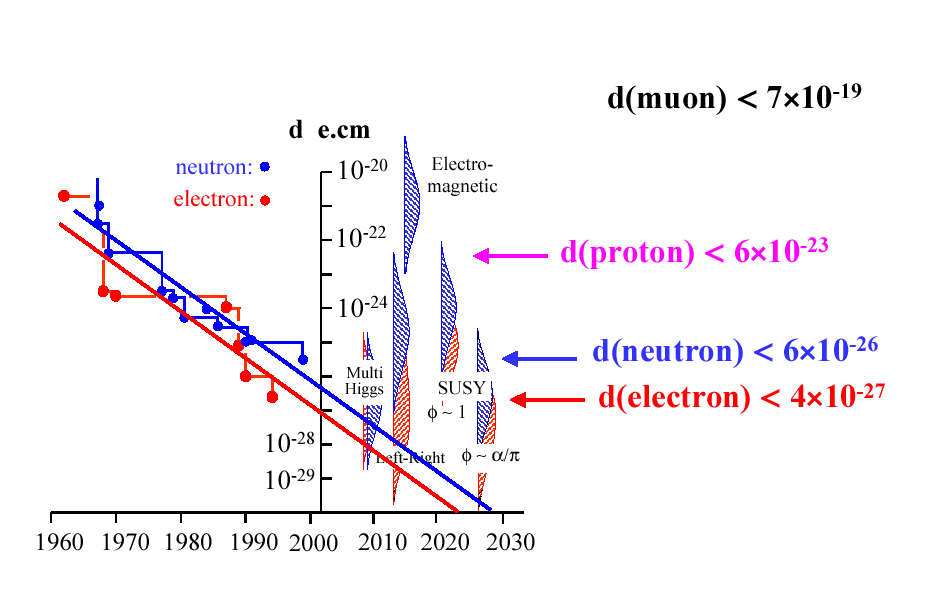 d(muon) < 7×10⁻¹⁹
d e.cm
neutron:
electron:
10⁻²⁰
Electro-
magnetic
10⁻²²
d(proton) < 6×10⁻²³
10⁻²⁴
d(neutron) < 6×10⁻²⁶
Multi
Higgs
SUSY
d(electron) < 4×10⁻²⁷
ϕ ~ 1
10⁻²⁸
Left-Right
ϕ ~ α/π
10⁻²⁹
1960 1970 1980 1990 2000 2010 2020 2030